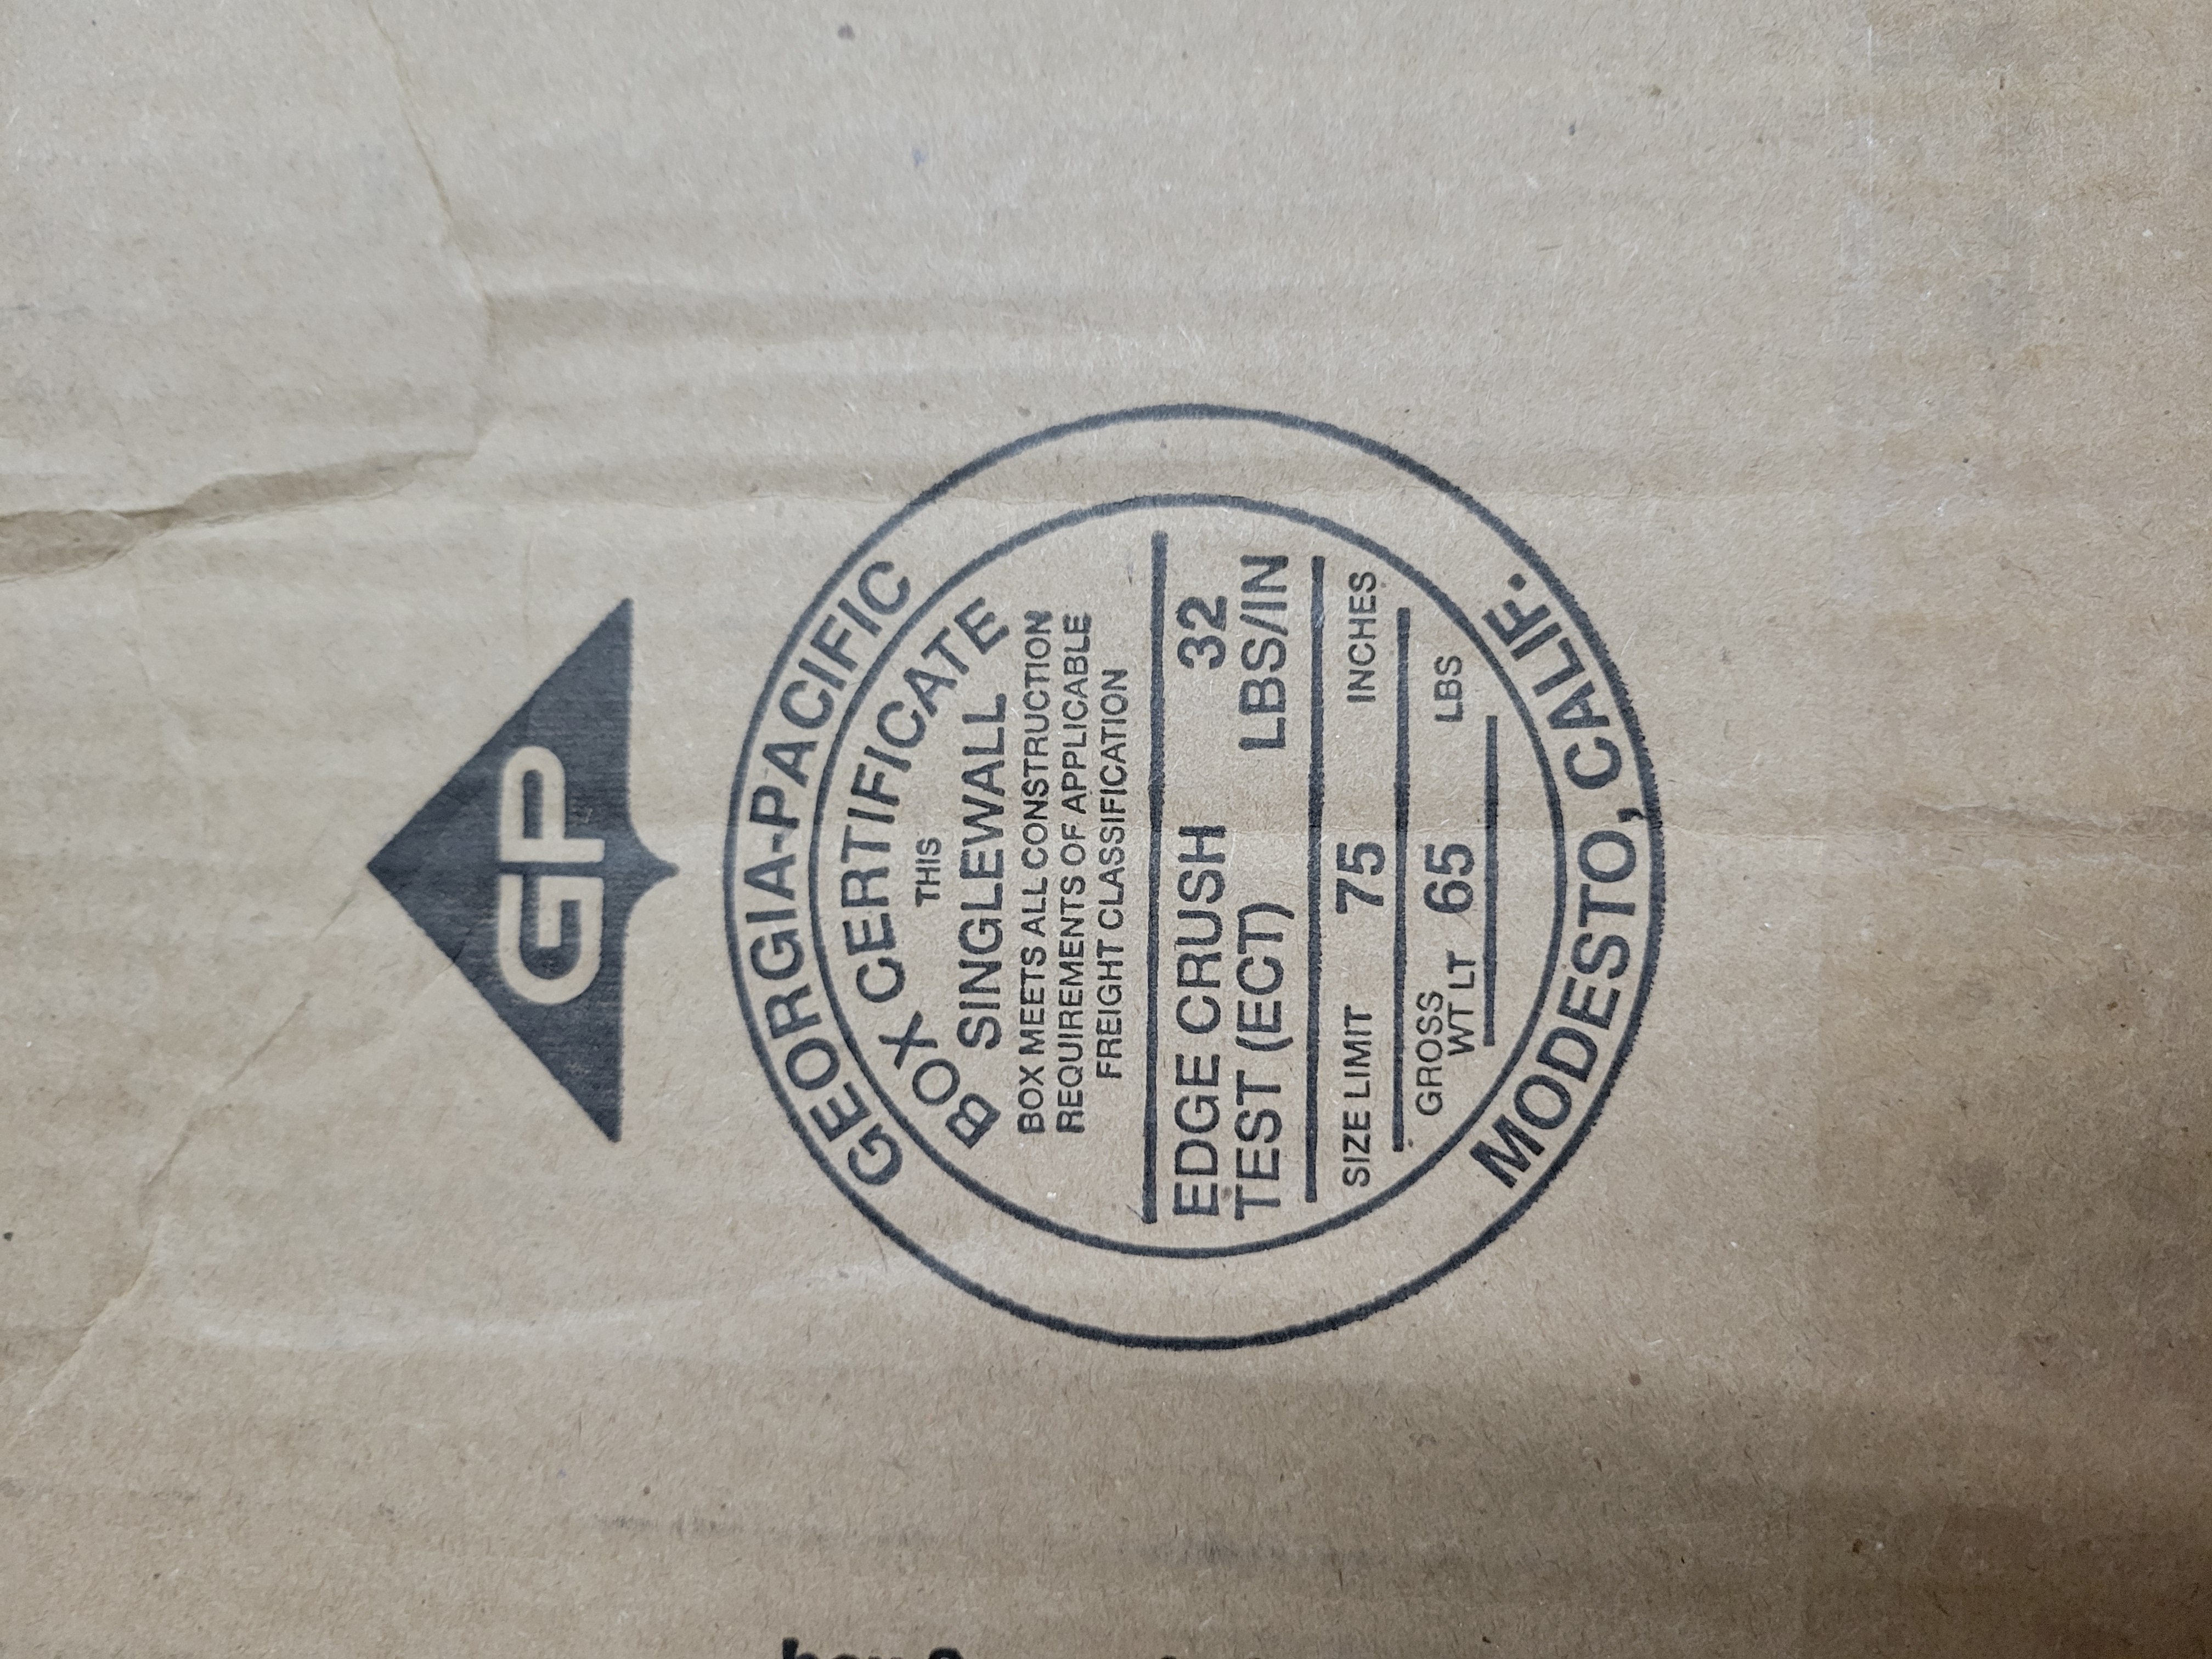 GP
GEORGIA-PACIFIC
BOX CERTIFICATE
THIS
SINGLEWALL
BOX MEETS ALL CONSTRUCTION
REQUIREMENTS OF APPLICABLE
FREIGHT CLASSIFICATION
EDGE CRUSH 32
TEST (ECT) LBS/IN
SIZE LIMIT 75 INCHES
GROSS
WT LT 65 LBS
MODESTO, CALIF.